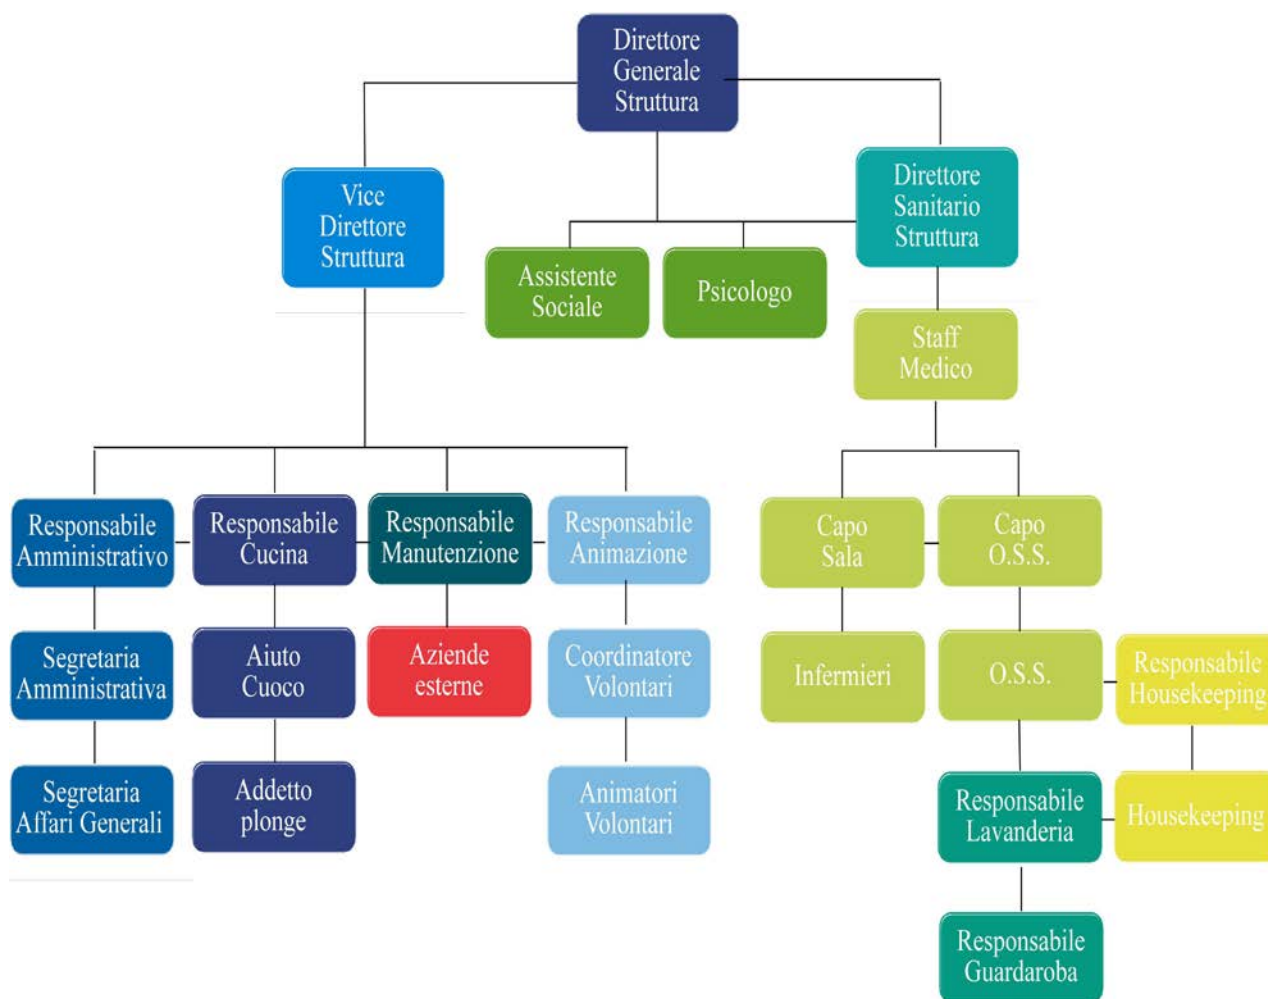 Direttore
Generale
Struttura
Vice
Direttore
Struttura
Direttore
Sanitario
Struttura
Assistente
Sociale
Psicologo
Staff
Medico
Responsabile
Amministrativo
Responsabile
Cucina
Responsabile
Manutenzione
Responsabile
Animazione
Capo
Sala
Capo
O.S.S.
Segretaria
Amministrativa
Aiuto
Cuoco
Aziende
esterne
Coordinatore
Volontari
Infermieri
O.S.S.
Responsabile
Housekeeping
Segretaria
Affari Generali
Addetto
plonge
Animatori
Volontari
Responsabile
Lavanderia
Housekeeping
Responsabile
Guardaroba